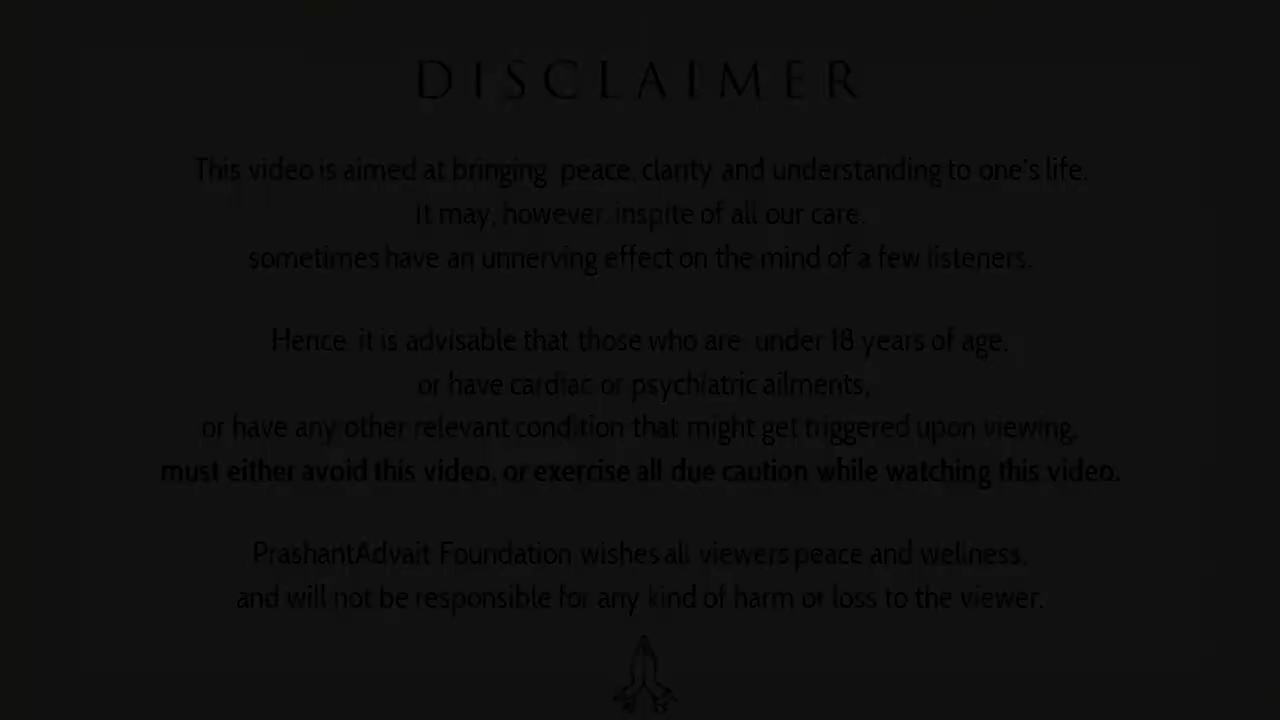 DISCLAIMER
This video is aimed at bringing peace, clarity and understanding to one's life.
It may, however, inspite of all our care,
sometimes have an unnerving effect on the mind of a few listeners.
Hence, it is advisable that those who are under 18 years of age,
or have cardiac or psychiatric ailments,
or have any other relevant condition that might get triggered upon viewing,
must either avoid this video, or exercise all due caution while watching this video.
PrashantAdvait Foundation wishes all viewers peace and wellness,
and will not be responsible for any kind of harm or loss to the viewer.